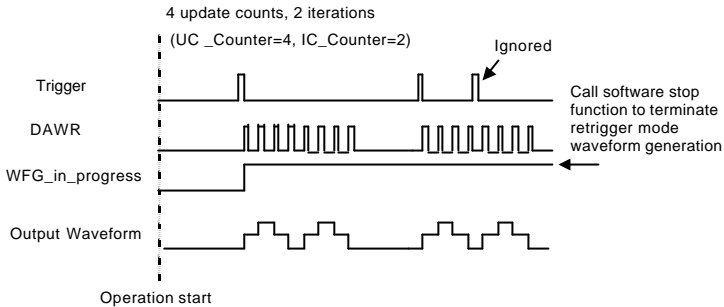 4 update counts, 2 iterations
(UC _Counter=4, IC_Counter=2)
Ignored
Trigger
Call software stop
function to terminate
retrigger mode
waveform generation
DAWR
WFG_in_progress
Output Waveform
Operation start